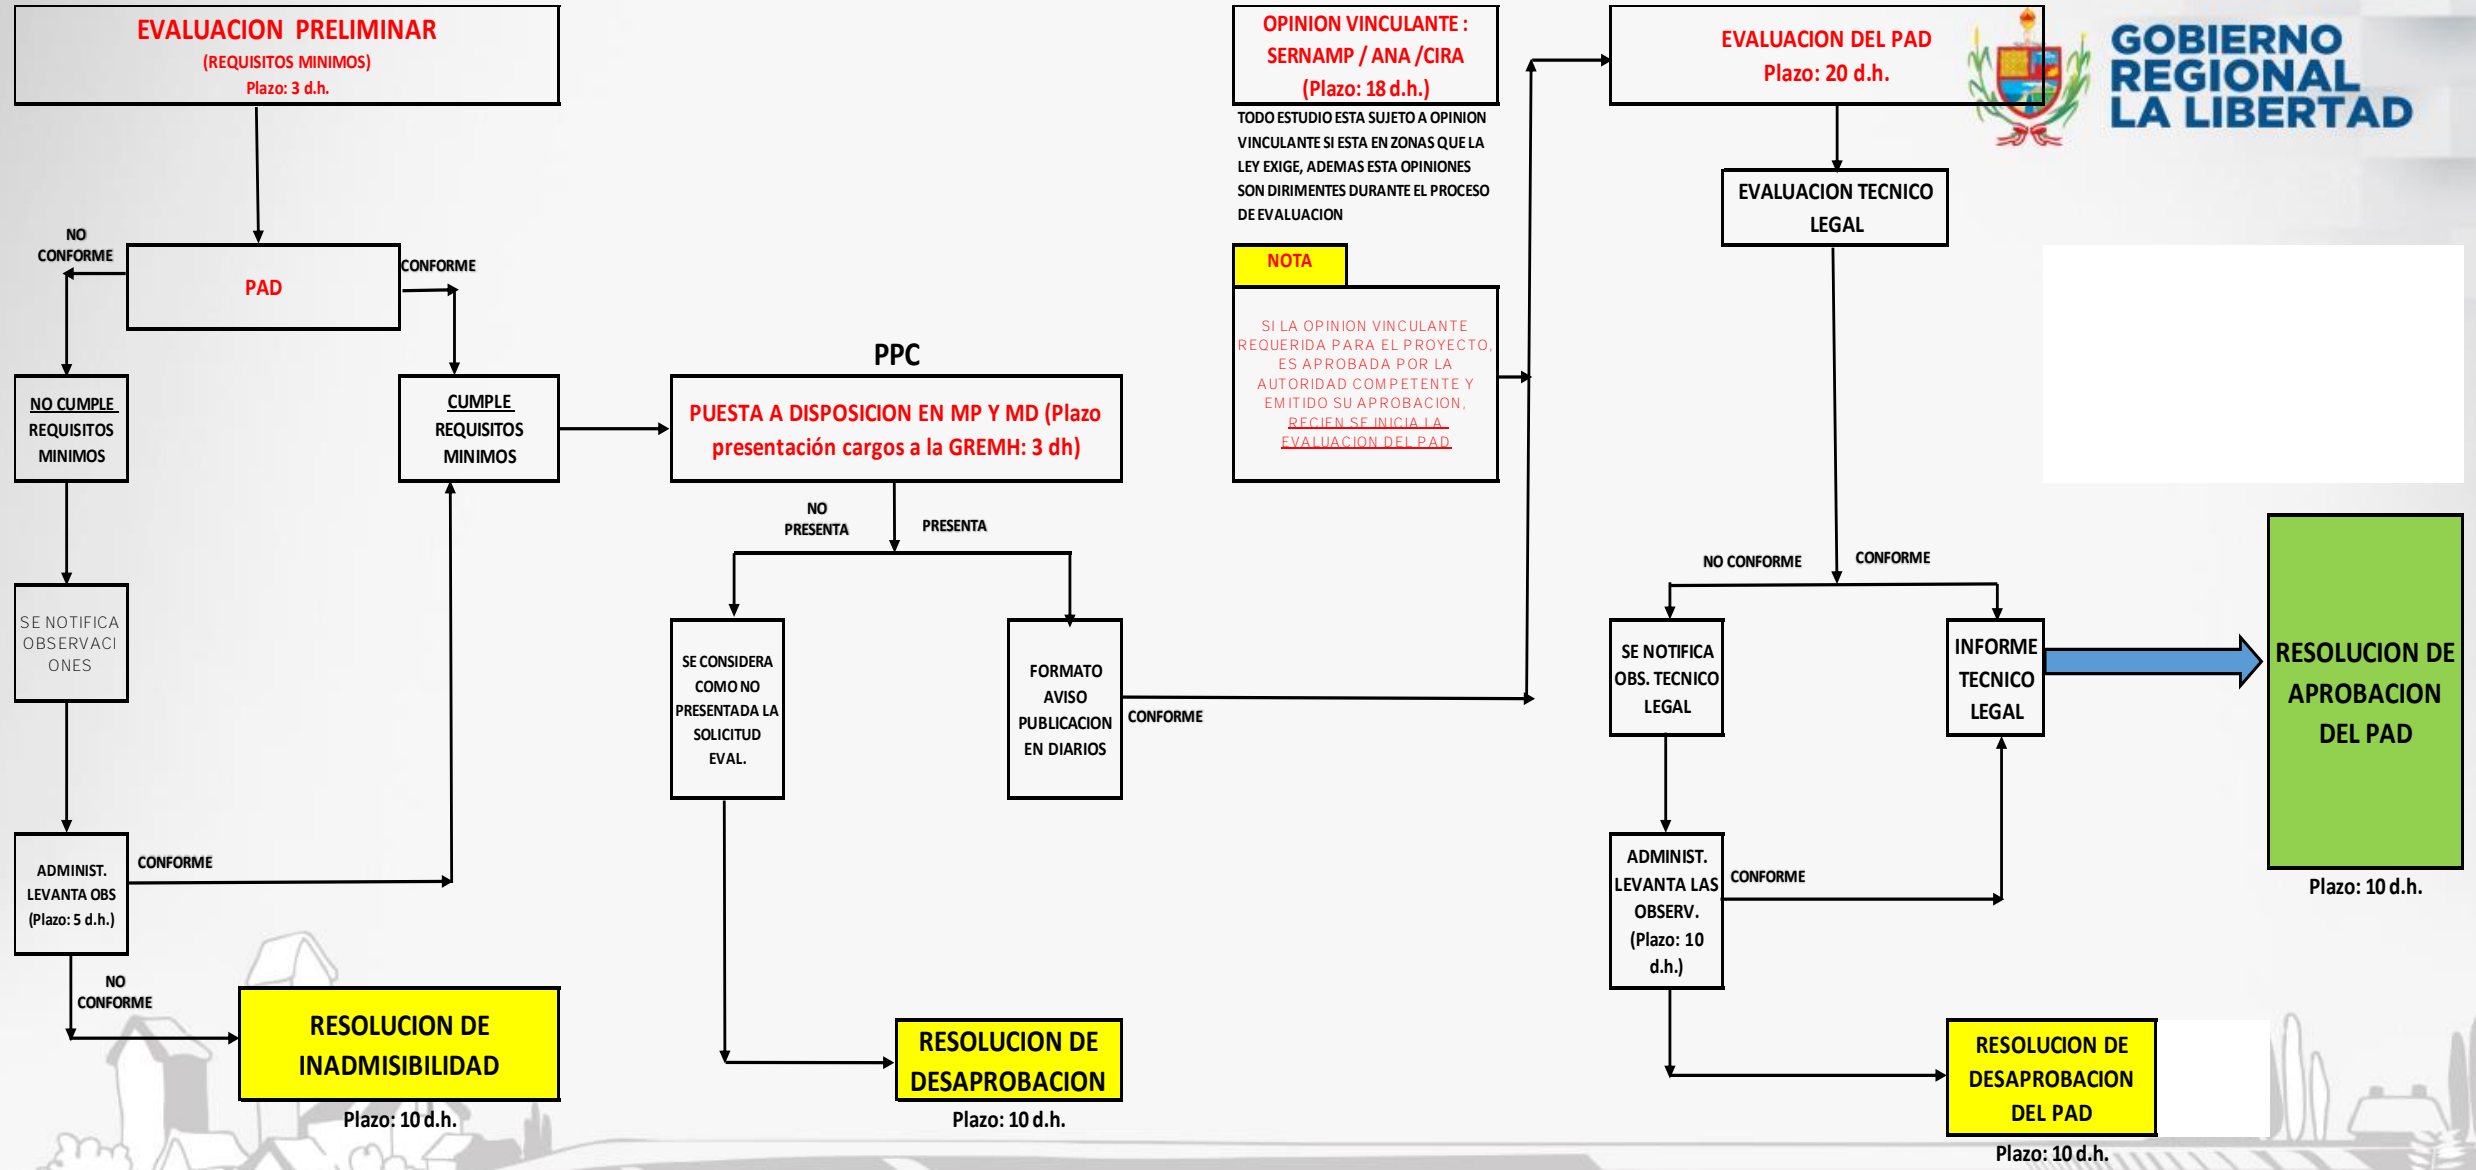 EVALUACION PRELIMINAR
(REQUISITOS MINIMOS)
Plazo: 3 d.h.
NO
CONFORME
PAD
CONFORME
NO CUMPLE
REQUISITOS
MINIMOS
CUMPLE
REQUISITOS
MINIMOS
SE NOTIFICA
OBSERVACI
ONES
ADMINIST.
LEVANTA OBS
(Plazo: 5 d.h.)
CONFORME
NO
CONFORME
RESOLUCION DE
INADMISIBILIDAD
Plazo: 10 d.h.
PPC
PUESTA A DISPOSICION EN MP Y MD (Plazo
presentación cargos a la GREMH: 3 dh)
NO
PRESENTA
PRESENTA
SE CONSIDERA
COMO NO
PRESENTADA LA
SOLICITUD
EVAL.
FORMATO
AVISO
PUBLICACION
EN DIARIOS
CONFORME
RESOLUCION DE
DESAPROBACION
Plazo: 10 d.h.
OPINION VINCULANTE :
SERNAMP / ANA /CIRA
(Plazo: 18 d.h.)
TODO ESTUDIO ESTA SUJETO A OPINION
VINCULANTE SI ESTA EN ZONAS QUE LA
LEY EXIGE, ADEMAS ESTA OPINIONES
SON DIRIMENTES DURANTE EL PROCESO
DE EVALUACION
NOTA
SI LA OPINION VINCULANTE
REQUERIDA PARA EL PROYECTO,
ES APROBADA POR LA
AUTORIDAD COMPETENTE Y
EMITIDO SU APROBACION,
RECIEN SE INICIA LA
EVALUACION DEL PAD
EVALUACION DEL PAD
Plazo: 20 d.h.
GOBIERNO
REGIONAL
LA LIBERTAD
EVALUACION TECNICO
LEGAL
NO CONFORME
CONFORME
SE NOTIFICA
OBS. TECNICO
LEGAL
INFORME
TECNICO
LEGAL
RESOLUCION DE
APROBACION
DEL PAD
Plazo: 10 d.h.
ADMINIST.
LEVANTA LAS
OBSERV.
(Plazo: 10
d.h.)
CONFORME
RESOLUCION DE
DESAPROBACION
DEL PAD
Plazo: 10 d.h.